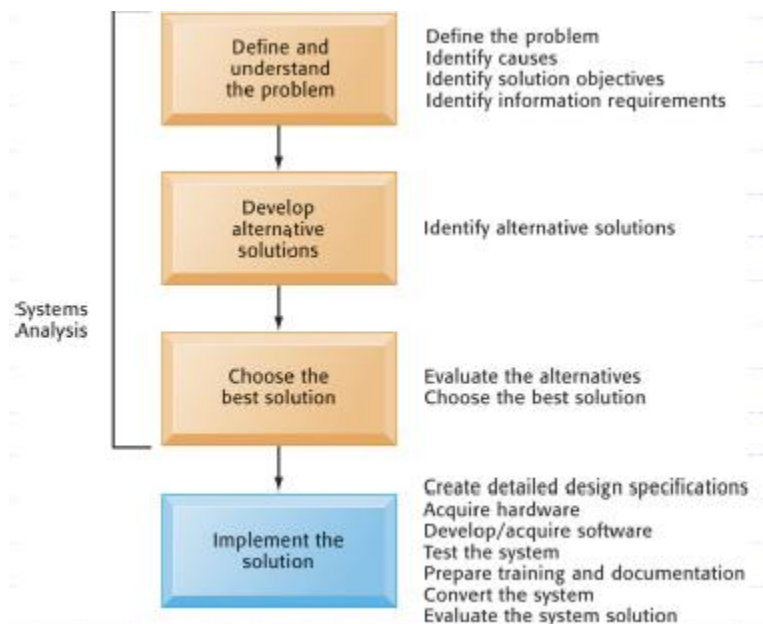 Define and
understand
the problem
Define the problem
Identify causes
Identify solution objectives
Identify information requirements
Develop
alternative
solutions
Identify alternative solutions
Systems
Analysis
Choose the
best solution
Evaluate the alternatives
Choose the best solution
Implement the
solution
Create detailed design specifications
Acquire hardware
Develop/acquire software
Test the system
Prepare training and documentation
Convert the system
Evaluate the system solution